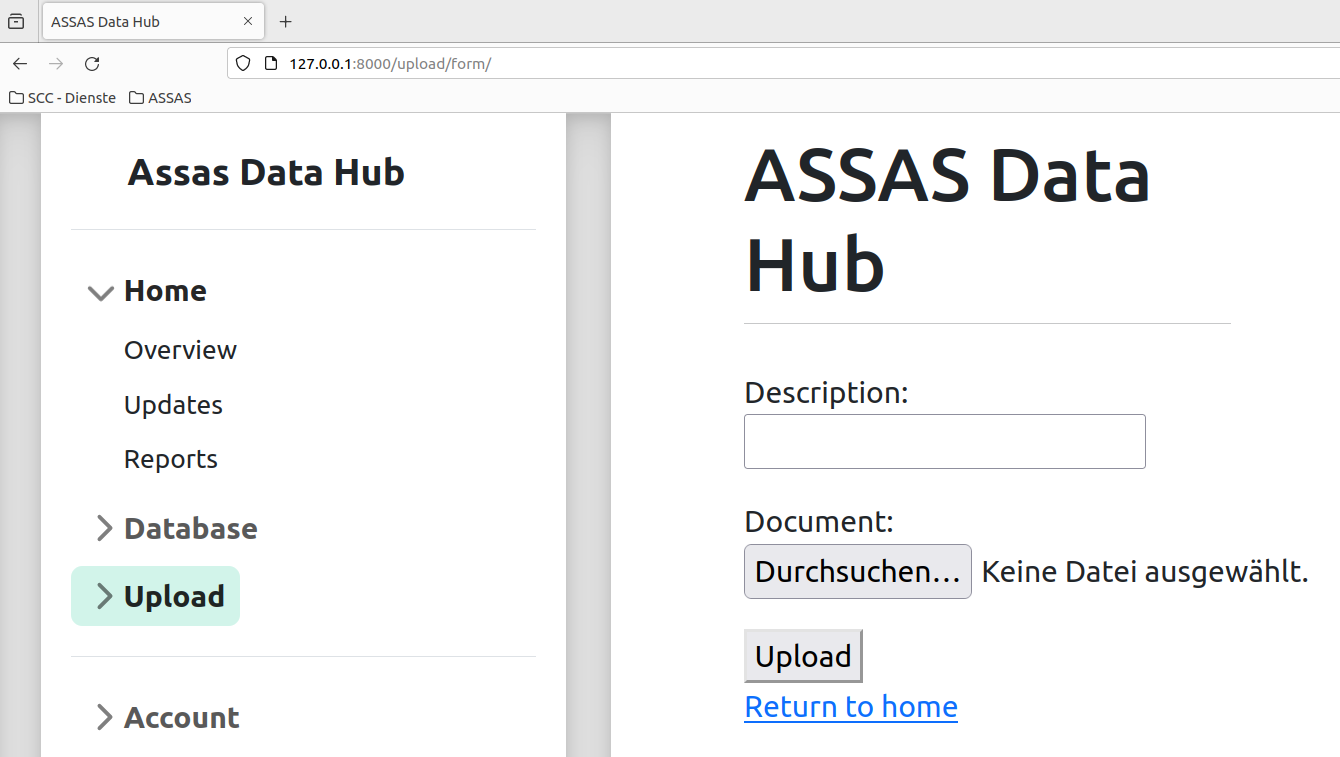 ASSAS Data Hub
127.0.0.1:8000/upload/form/
SCC - Dienste ASSAS
Assas Data Hub
Home
Overview
Updates
Reports
Database
Upload
Account
ASSAS Data
Hub
Description:
Document:
Durchsuchen... Keine Datei ausgewählt.
Upload
Return to home